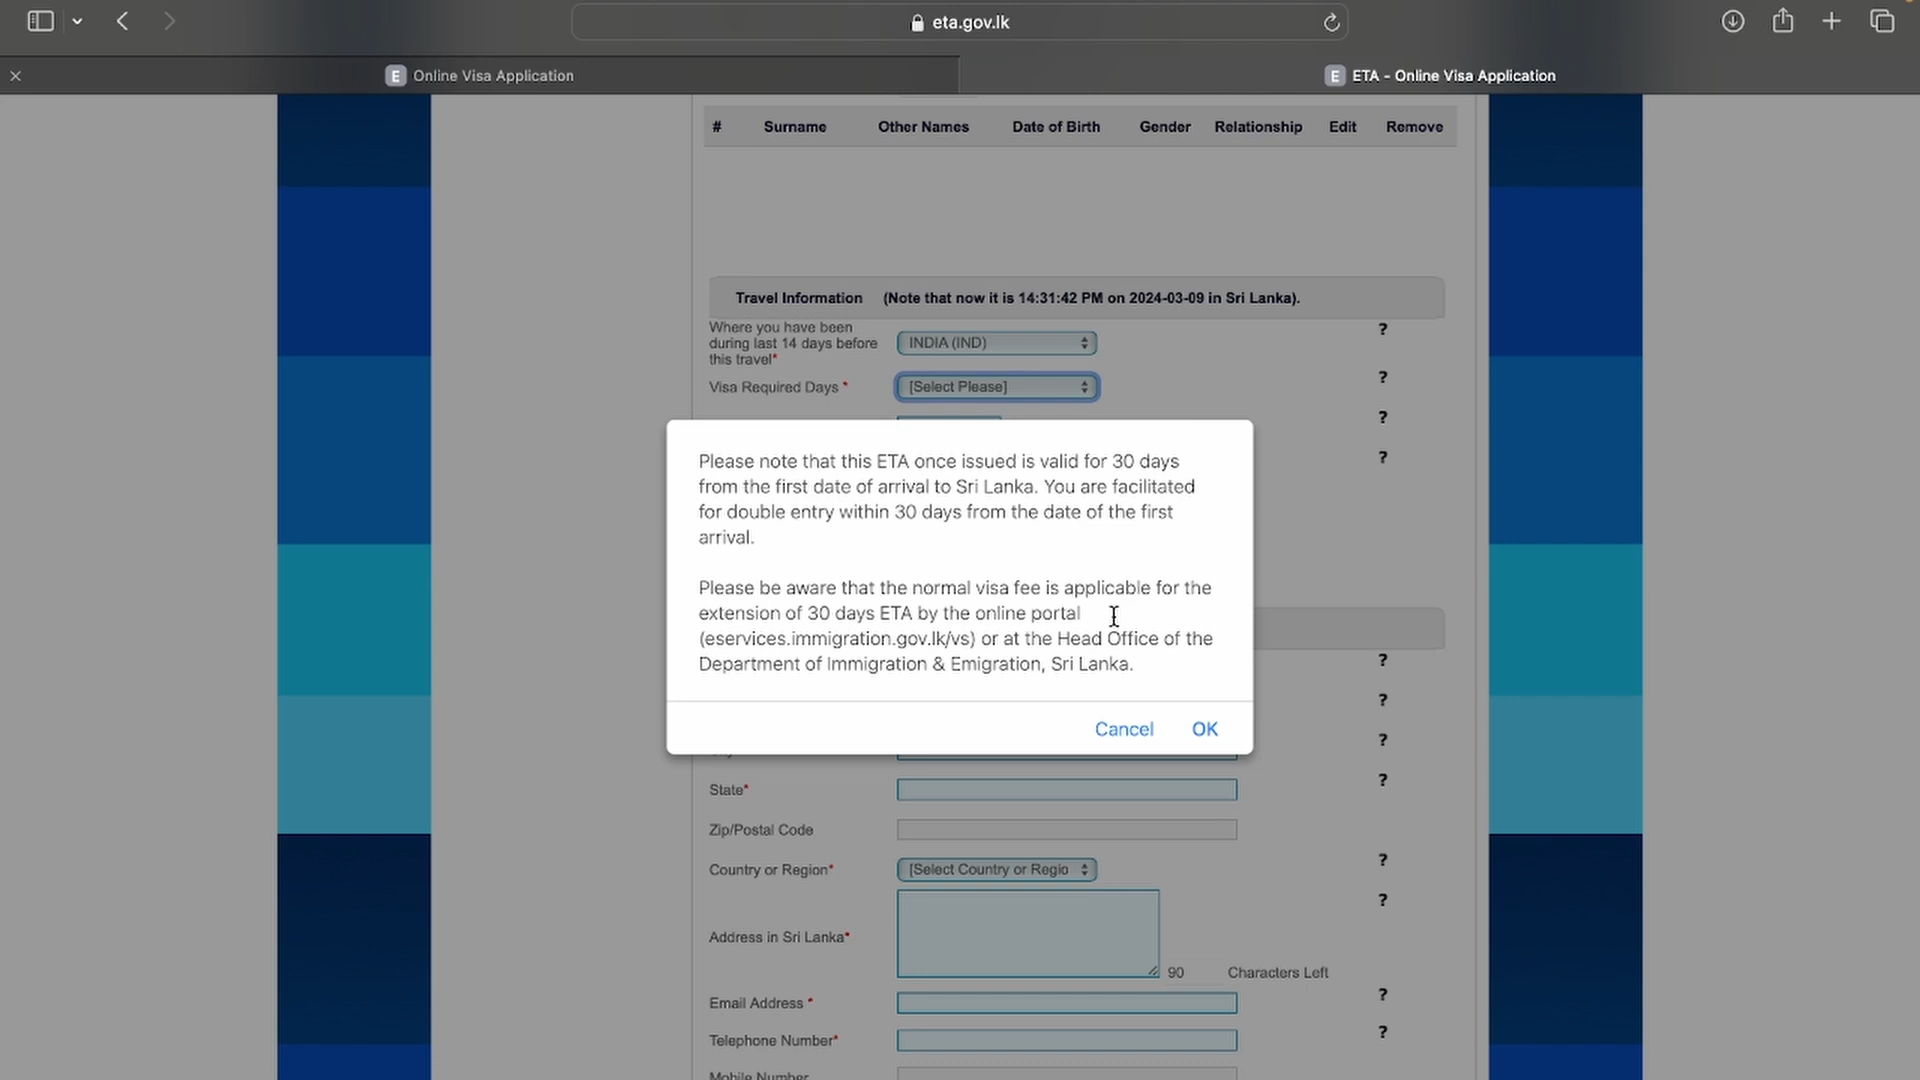 eta.gov.lk
E Online Visa Application
E ETA - Online Visa Application
# Surname Other Names Date of Birth Gender Relationship Edit Remove
Travel Information (Note that now it is 14:31:42 PM on 2024-03-09 in Sri Lanka).
Where you have been
during last 14 days before
this travel*
INDIA (IND)
?
Visa Required Days *
[Select Please]
?
?
?
Please note that this ETA once issued is valid for 30 days
from the first date of arrival to Sri Lanka. You are facilitated
for double entry within 30 days from the date of the first
arrival.
Please be aware that the normal visa fee is applicable for the
extension of 30 days ETA by the online portal
(eservices.immigration.gov.lk/vs) or at the Head Office of the
Department of Immigration & Emigration, Sri Lanka.
Cancel OK
?
?
?
State*
?
Zip/Postal Code
Country or Region*
[Select Country or Regio
?
Address in Sri Lanka*
?
90 Characters Left
Email Address *
?
Telephone Number*
?
Mobile Number